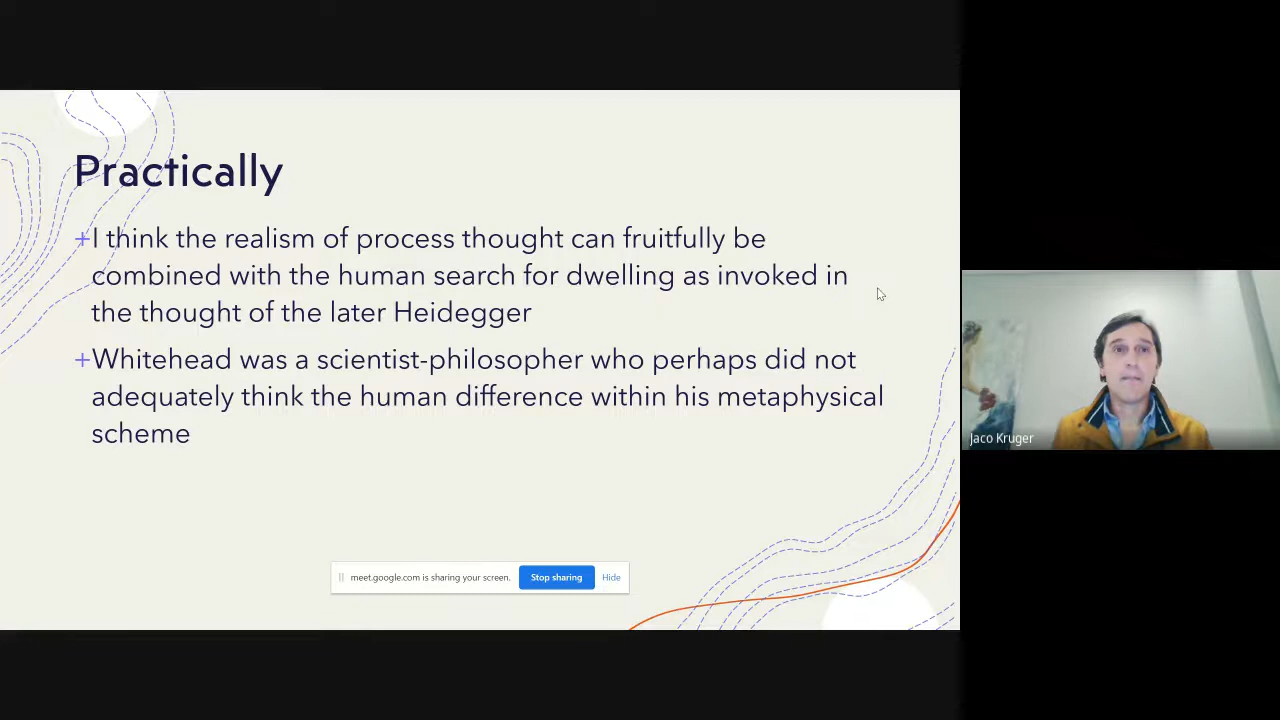 Practically
+I think the realism of process thought can fruitfully be
combined with the human search for dwelling as invoked in
the thought of the later Heidegger
+Whitehead was a scientist-philosopher who perhaps did not
adequately think the human difference within his metaphysical
scheme
meet.google.com is sharing your screen. Stop sharing Hide
Jaco Kruger